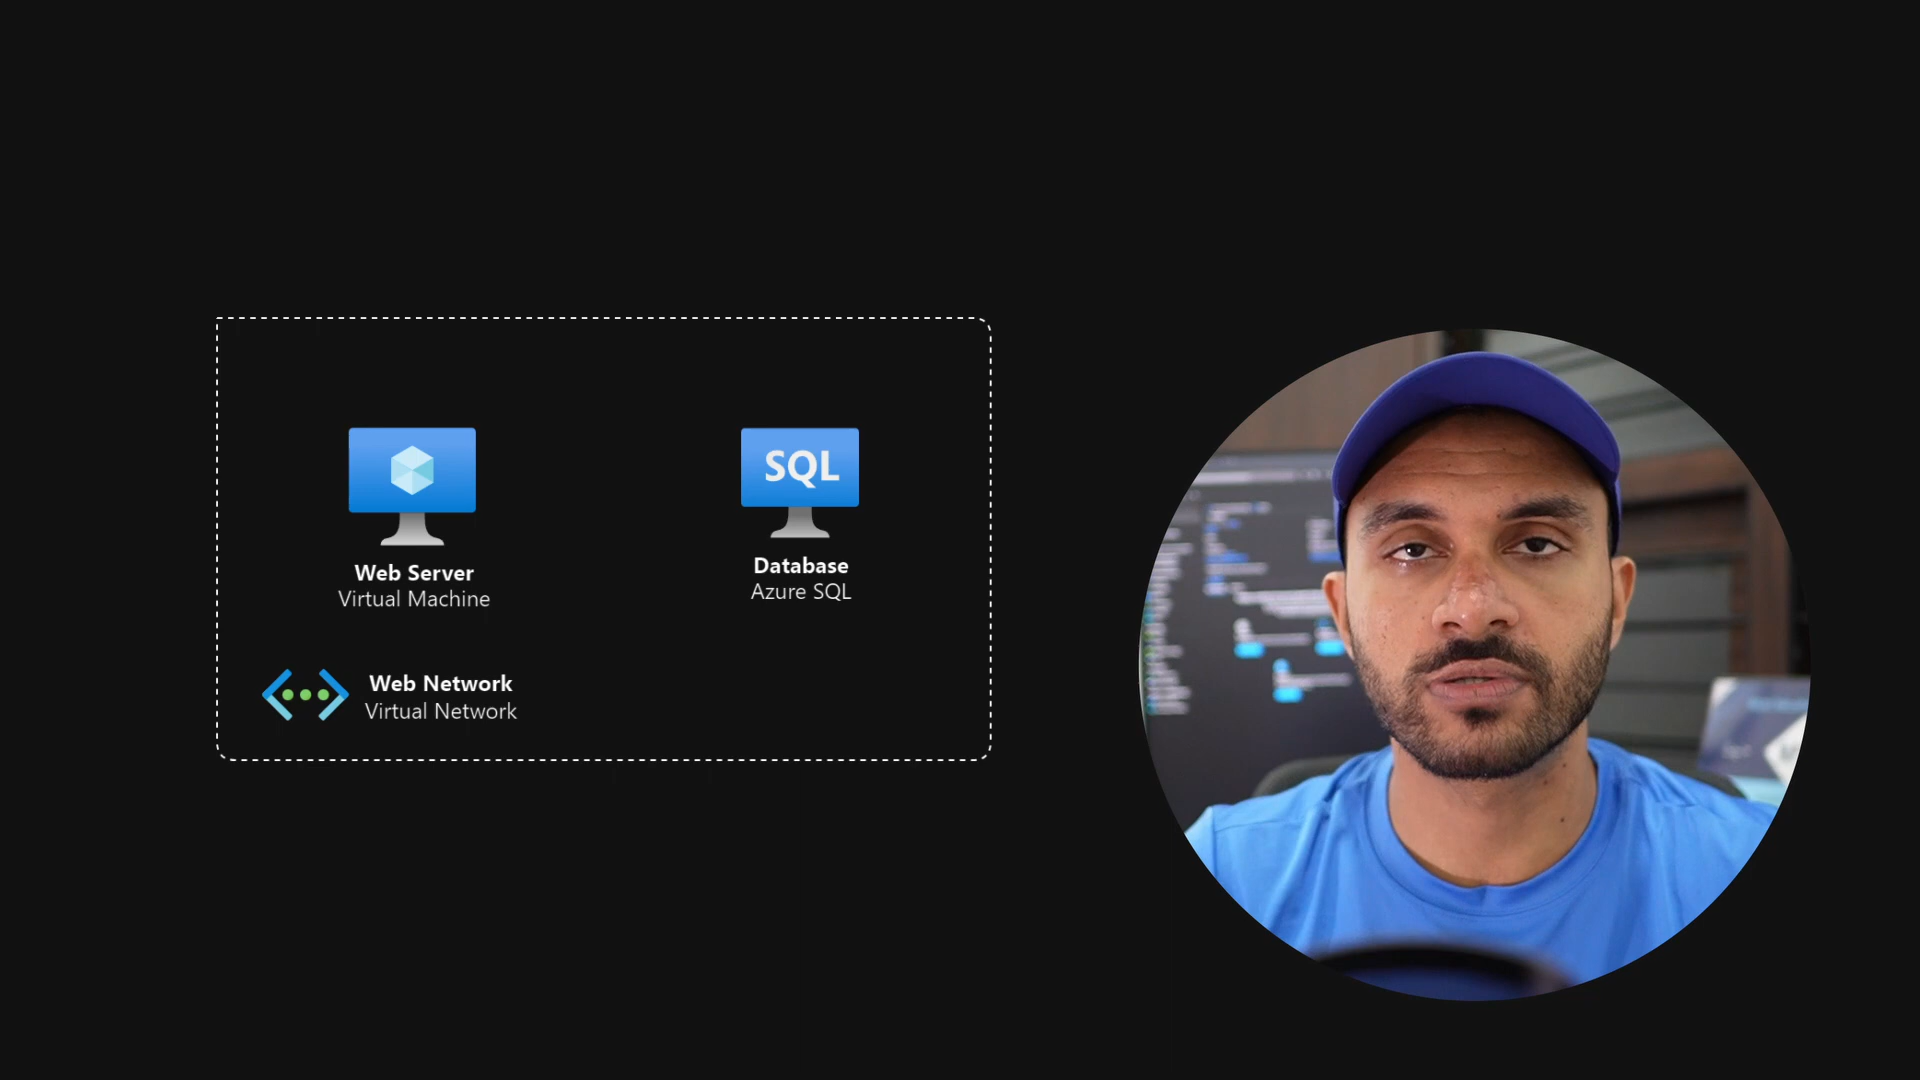 SQL
Web Server
Virtual Machine
Database
Azure SQL
Web Network
Virtual Network